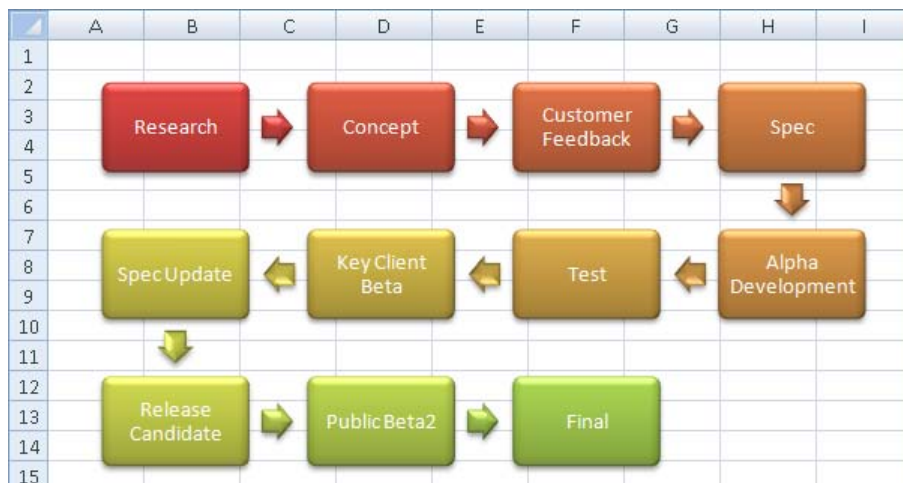 A B C D E F G H I
1
2
3
4
5
6
7
8
9
10
11
12
13
14
15
Research
Concept
Customer
Feedback
Spec
Alpha
Development
Test
Key Client
Beta
Spec Update
Release
Candidate
Public Beta2
Final